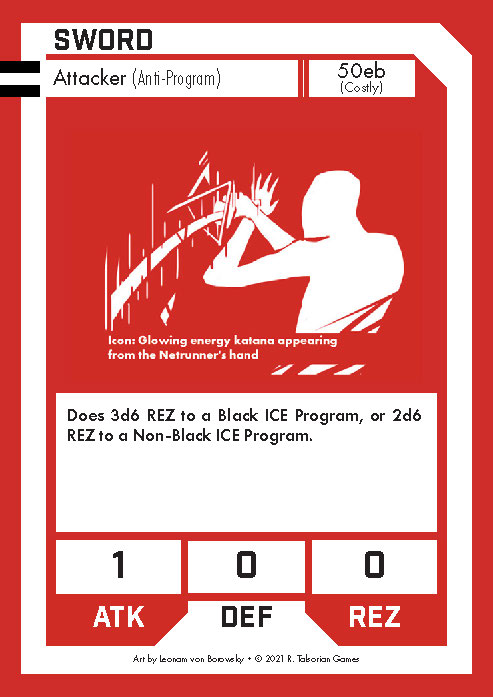 SWORD
Attacker (Anti-Program)
50eb
(Costly)
Icon: Glowing energy katana appearing
from the Netrunner's hand
Does 3d6 REZ to a Black ICE Program, or 2d6
REZ to a Non-Black ICE Program.
1 0 0
ATK DEF REZ
Art by Leonam von Borowsky • © 2021 R. Talsorian Games